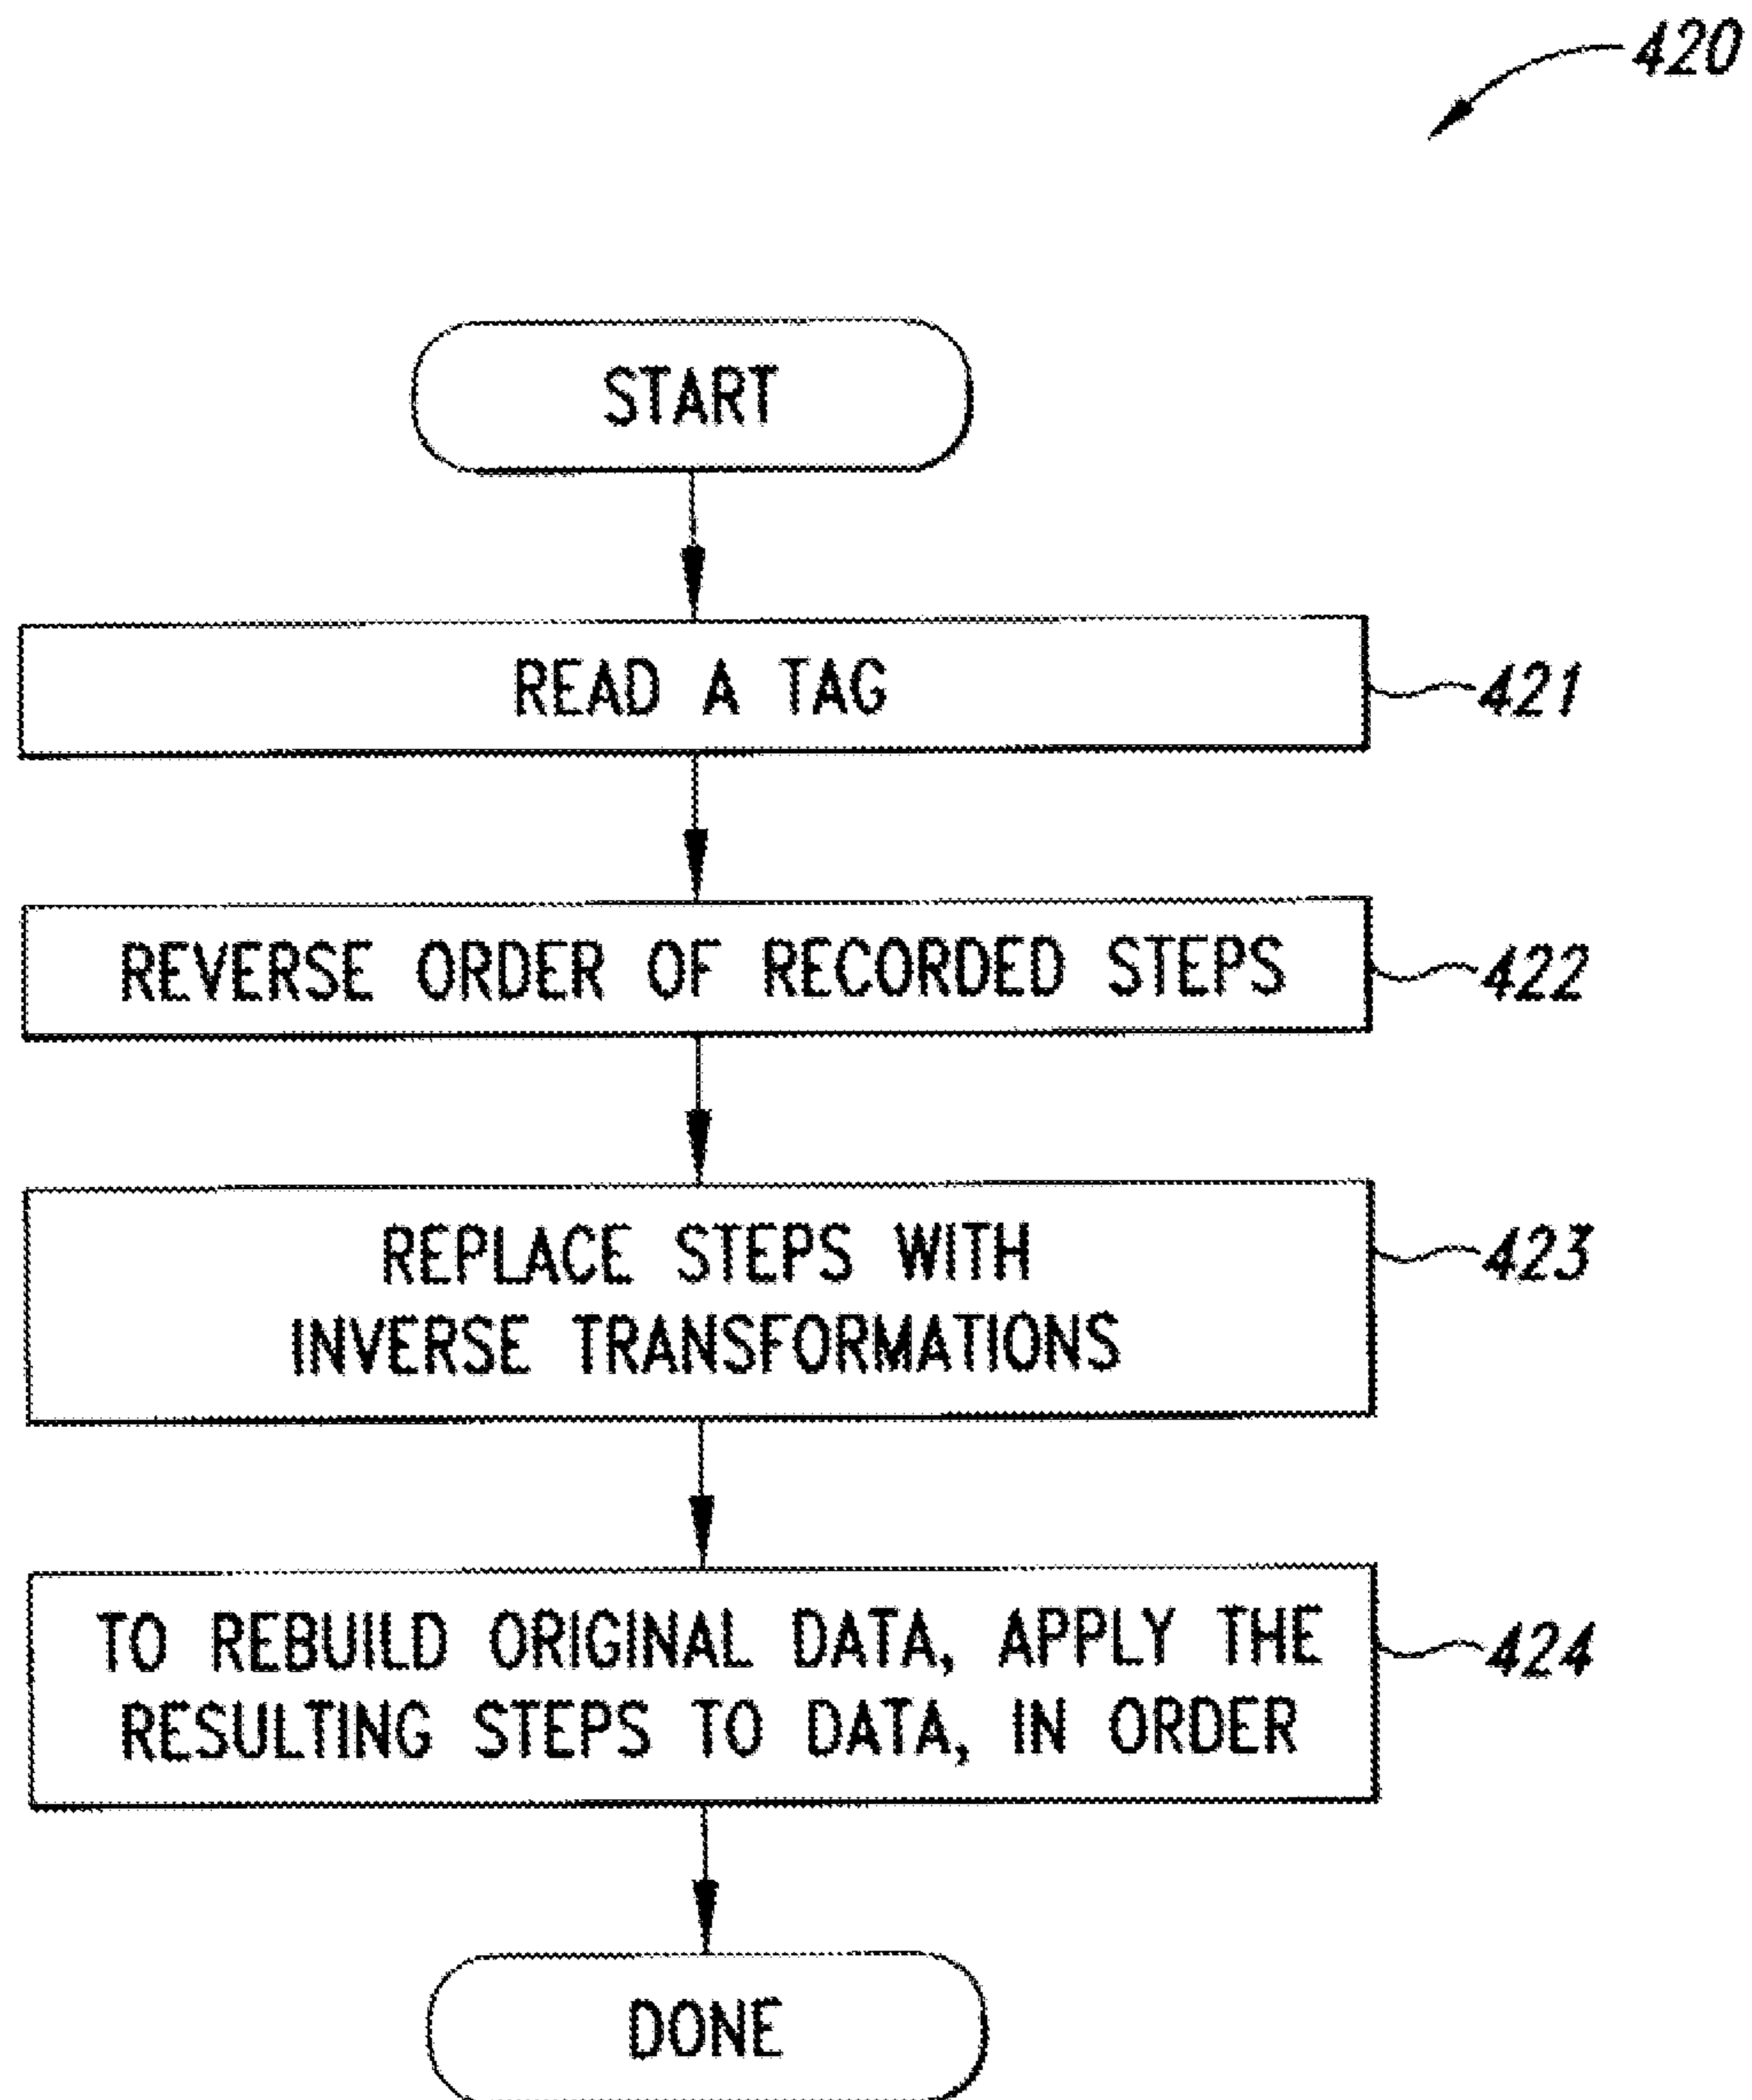 420
START
READ A TAG
421
REVERSE ORDER OF RECORDED STEPS
422
REPLACE STEPS WITH
423
INVERSE TRANSFORMATIONS
TO REBUILD ORIGINAL DATA, APPLY THE
424
RESULTING STEPS TO DATA, IN ORDER
DONE